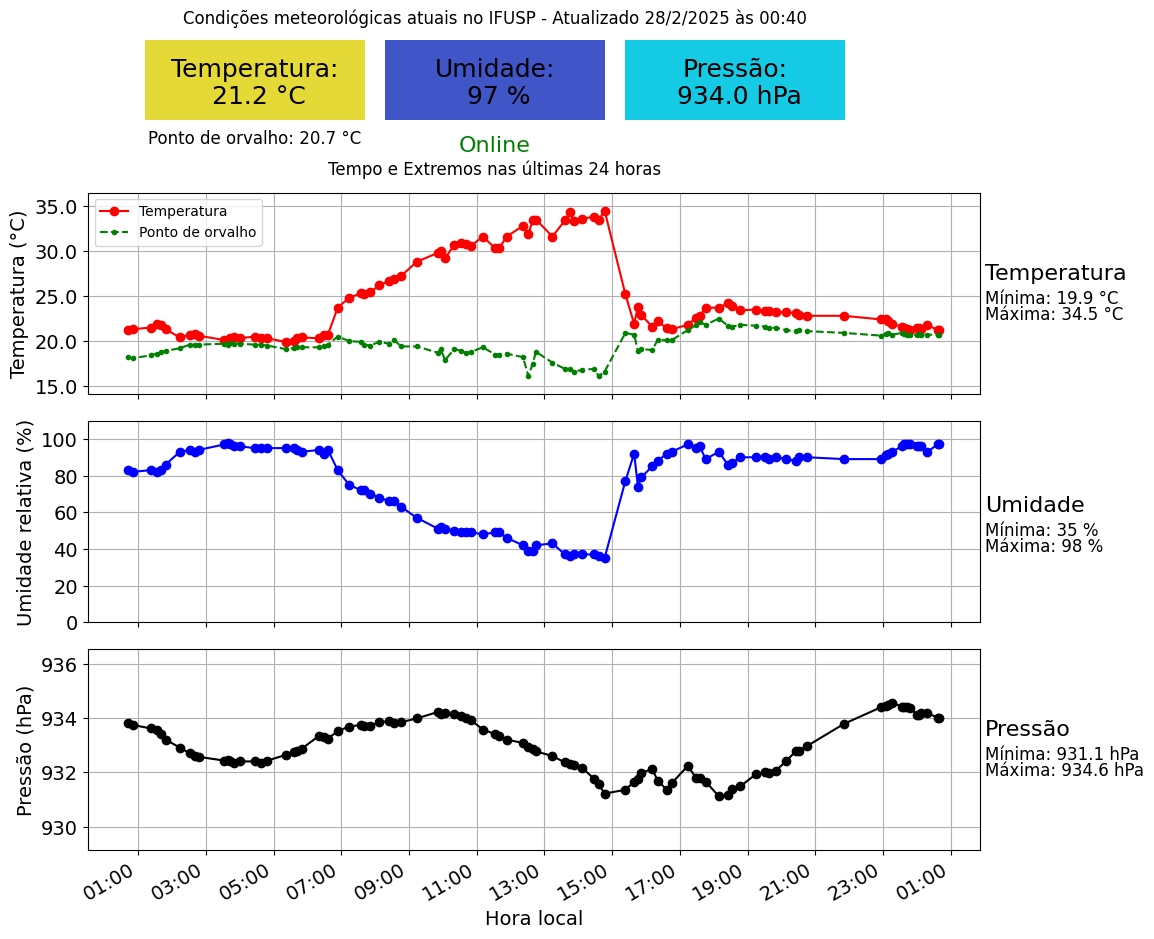 Condições meteorológicas atuais no IFUSP - Atualizado 28/2/2025 às 00:40
Temperatura:
21.2 °C
Umidade:
97 %
Pressão:
934.0 hPa
Ponto de orvalho: 20.7 °C
Online
Tempo e Extremos nas últimas 24 horas
Temperatura (°C)
35.0
30.0
25.0
20.0
15.0
Temperatura
Ponto de orvalho
Temperatura
Mínima: 19.9 °C
Máxima: 34.5 °C
Umidade relativa (%)
100
80
60
40
20
0
Umidade
Mínima: 35 %
Máxima: 98 %
Pressão (hPa)
936
934
932
930
Pressão
Mínima: 931.1 hPa
Máxima: 934.6 hPa
01:00 03:00 05:00 07:00 09:00 11:00 13:00 15:00 17:00 19:00 21:00 23:00 01:00
Hora local